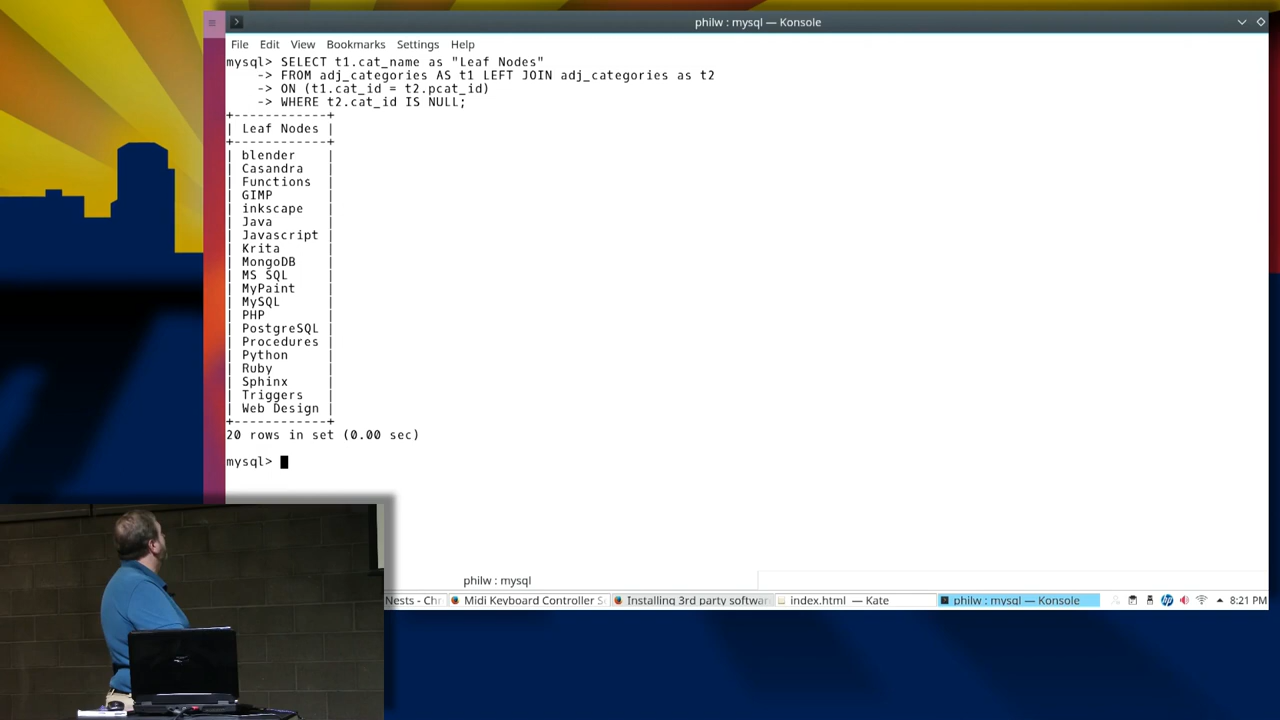 philw : mysql — Konsole
File Edit View Bookmarks Settings Help
mysql> SELECT t1.cat_name as "Leaf Nodes"
-> FROM adj_categories AS t1 LEFT JOIN adj_categories as t2
-> ON (t1.cat_id = t2.pcat_id)
-> WHERE t2.cat_id IS NULL;
+------------+
| Leaf Nodes |
+------------+
| blender |
| Casandra |
| Functions |
| GIMP |
| inkscape |
| Java |
| Javascript |
| Krita |
| MongoDB |
| MS SQL |
| MyPaint |
| MySQL |
| PHP |
| PostgreSQL |
| Procedures |
| Python |
| Ruby |
| Sphinx |
| Triggers |
| Web Design |
+------------+
20 rows in set (0.00 sec)
mysql>
philw : mysql
Nests - Chr Midi Keyboard Controller S Installing 3rd party softwar index.html — Kate philw : mysql — Konsole 8:21 PM